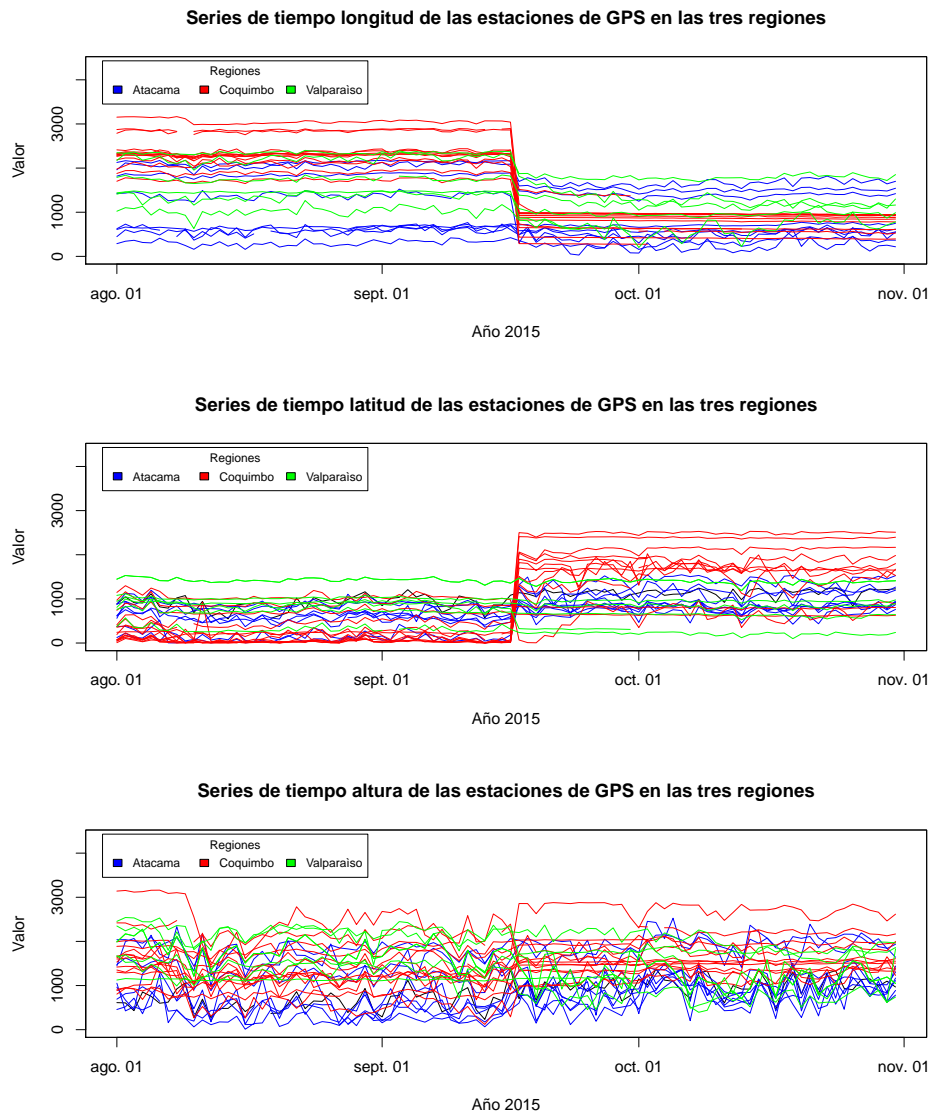 Series de tiempo longitud de las estaciones de GPS en las tres regiones
Regiones
Atacama Coquimbo Valparaìso
Valor
3000
1000
0
ago. 01 sept. 01 oct. 01 nov. 01
Año 2015
Series de tiempo latitud de las estaciones de GPS en las tres regiones
Regiones
Atacama Coquimbo Valparaìso
Valor
3000
1000
0
ago. 01 sept. 01 oct. 01 nov. 01
Año 2015
Series de tiempo altura de las estaciones de GPS en las tres regiones
Regiones
Atacama Coquimbo Valparaìso
Valor
3000
1000
0
ago. 01 sept. 01 oct. 01 nov. 01
Año 2015